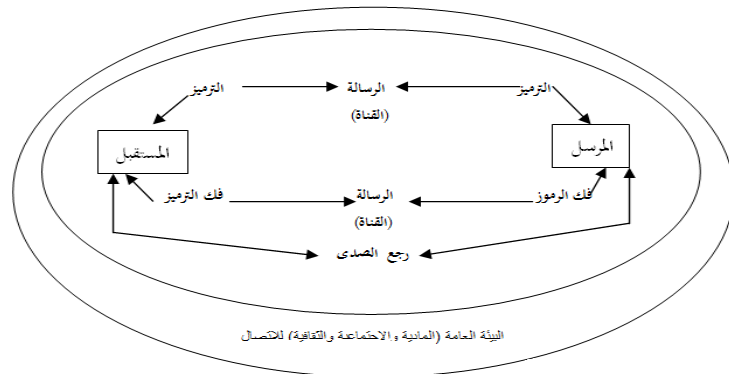 الترميز الرسالة الترميز
(القناة)
المرسل المستقبل
فك الرموز الرسالة فك الترميز
(القناة)
رجع الصدى
البيئة العامة (المادية والاجتماعية والثقافية) للاتصال